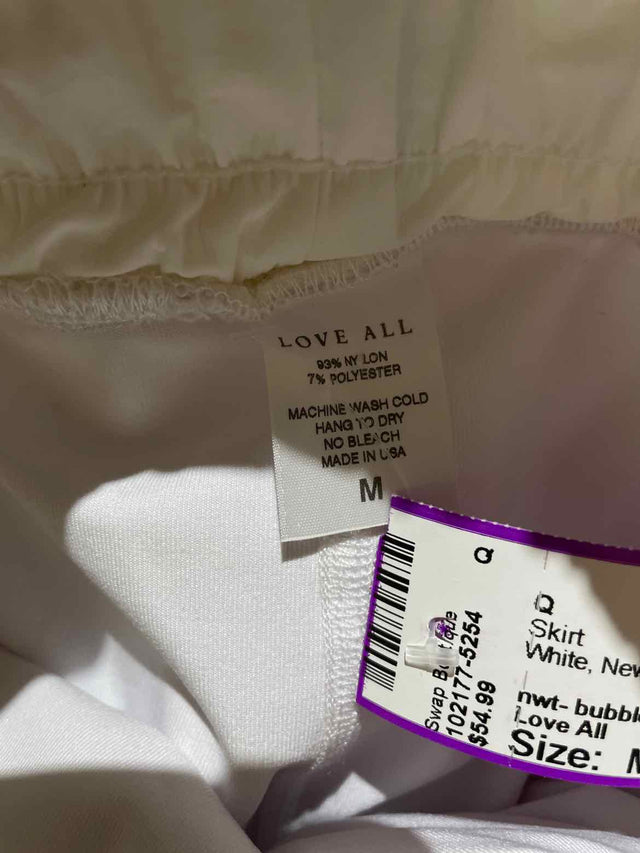 LOVE ALL
93% NYLON
7% POLYESTER
MACHINE WASH COLD
HANG TO DRY
NO BLEACH
MADE IN USA
M
Q
Swap Boutique
102177-5254
$54.99
Q
Skirt
White, New
nwt- bubble
Love All
Size: M